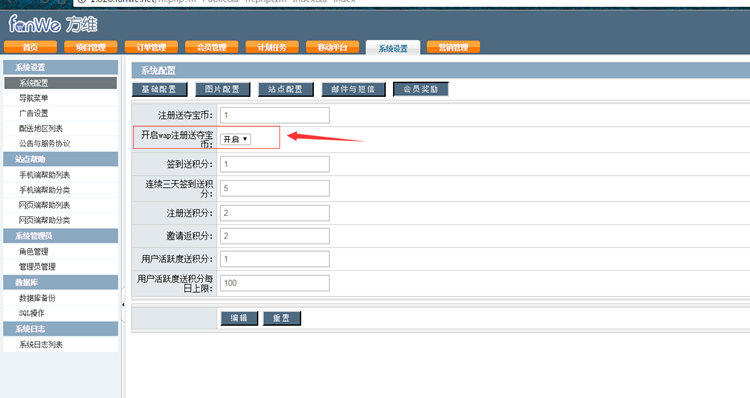 fanWe 方维
首页 项目管理 订单管理 会员管理 计划任务 移动平台 系统设置 营销管理
系统设置
系统配置
导航菜单
广告设置
配送地区列表
公告与服务协议
站点帮助
手机端帮助列表
手机端帮助分类
网页端帮助列表
网页端帮助分类
系统管理员
角色管理
管理员管理
数据库
数据库备份
SQL操作
系统日志
系统日志列表
系统配置
基础配置 图片配置 站点配置 邮件与短信 会员奖励
注册送夺宝币: 1
开启wap注册送夺宝
币: 开启
签到送积分: 1
连续三天签到送积
分: 5
注册送积分: 2
邀请返积分: 2
用户活跃度送积分: 1
用户活跃度送积分每
日上限: 100
编辑 重置